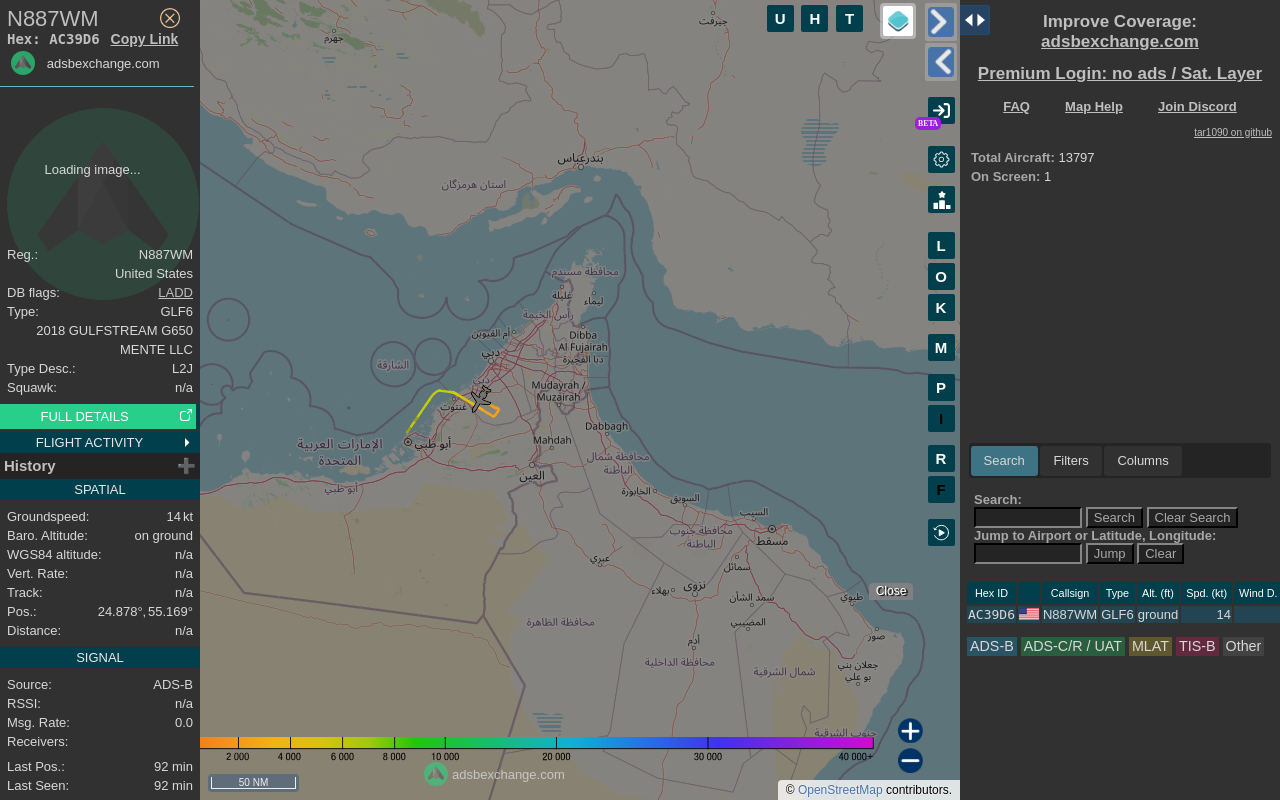 N887WM
Hex: AC39D6 Copy Link
adsbexchange.com
Loading image...
Reg.: N887WM
United States
DB flags: LADD
Type: GLF6
2018 GULFSTREAM G650
MENTE LLC
Type Desc.: L2J
Squawk: n/a
FULL DETAILS
FLIGHT ACTIVITY
History
SPATIAL
Groundspeed: 14 kt
Baro. Altitude: on ground
WGS84 altitude: n/a
Vert. Rate: n/a
Track: n/a
Pos.: 24.878°, 55.169°
Distance: n/a
SIGNAL
Source: ADS-B
RSSI: n/a
Msg. Rate: 0.0
Receivers:
Last Pos.: 92 min
Last Seen: 92 min
U H T
جيرفت
جهرم
بندرعباس
استان هرمزگان
محافظة مسندم
غليلة
ليماء
رأس الخيمة
أم القيوين
Dibba
Al Fujairah
دبا الفجيرة
دبي
الشارقة
دبي
غنتوت
Mudayrah /
Muzairah
أبو ظبي
الإمارات العربية
المتحدة
أبو ظبي
Mahdah
Dabbagh
العين
محافظة شمال
الباطنة
الخابورة
السويق
السيب
مسقط
محافظة جنوب
الباطنة
عبري
سمائل
بهلاء
نزوى
سمد الشأن
المضيبي
محافظة الظاهرة
أدم
محافظة الداخلية
شمال الشرقية
طيوي
صور
جعلان بني
بو علي
جنوب الشرقية
BETA
L
O
K
M
P
I
R
F
Close
2 000 4 000 6 000 8 000 10 000 20 000 30 000 40 000+
adsbexchange.com
50 NM
© OpenStreetMap contributors.
Improve Coverage:
adsbexchange.com
Premium Login: no ads / Sat. Layer
FAQ Map Help Join Discord
tar1090 on github
Total Aircraft: 13797
On Screen: 1
Search Filters Columns
Search:
Search Clear Search
Jump to Airport or Latitude, Longitude:
Jump Clear
Hex ID Callsign Type Alt. (ft) Spd. (kt) Wind D.
AC39D6 N887WM GLF6 ground 14
ADS-B ADS-C/R / UAT MLAT TIS-B Other